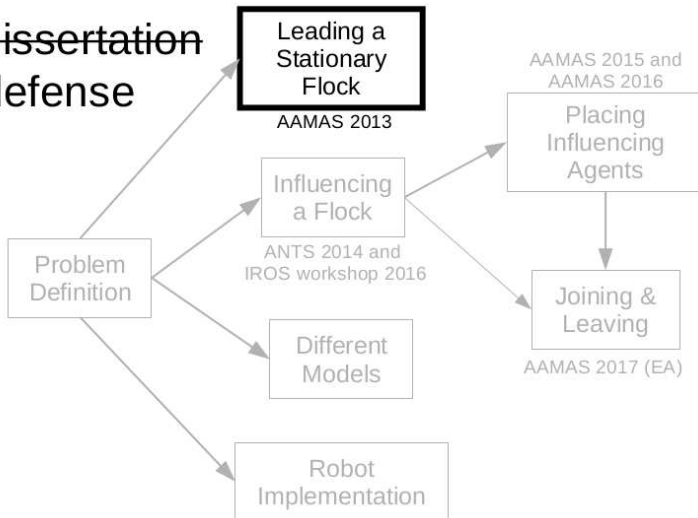 issertation
efense
Leading a
Stationary
Flock
AAMAS 2013
AAMAS 2015 and
AAMAS 2016
Placing
Influencing
Agents
Influencing
a Flock
ANTS 2014 and
IROS workshop 2016
Problem
Definition
Joining &
Leaving
AAMAS 2017 (EA)
Different
Models
Robot
Implementation